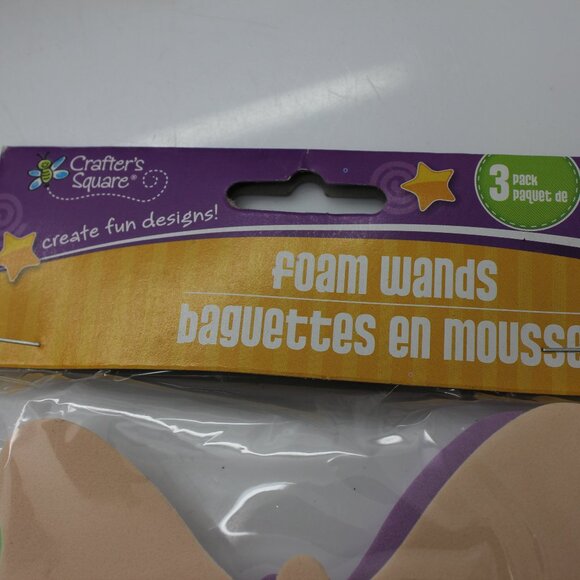 Crafter's
Square®
create fun designs!
3 pack
paquet de
foam wands
baguettes en mousse